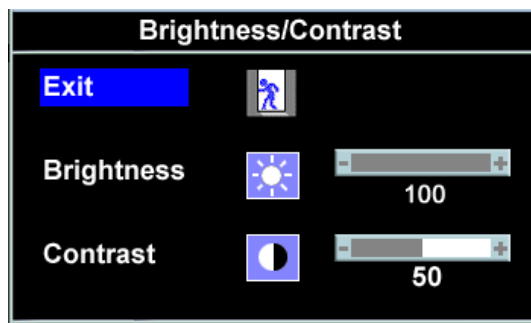 Brightness/Contrast
Exit
Brightness
- +
100
Contrast
- +
50